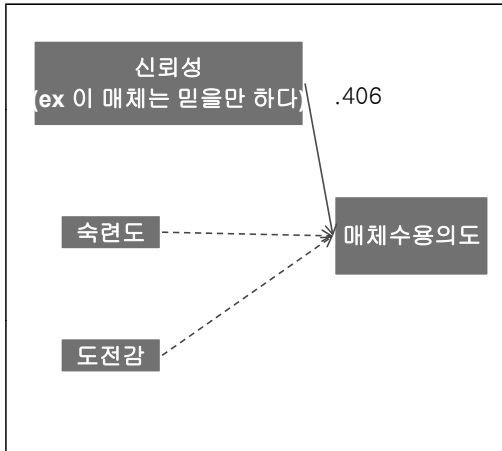 신뢰성
(ex 이 매체는 믿을만 하다)
.406
숙련도
매체수용의도
도전감